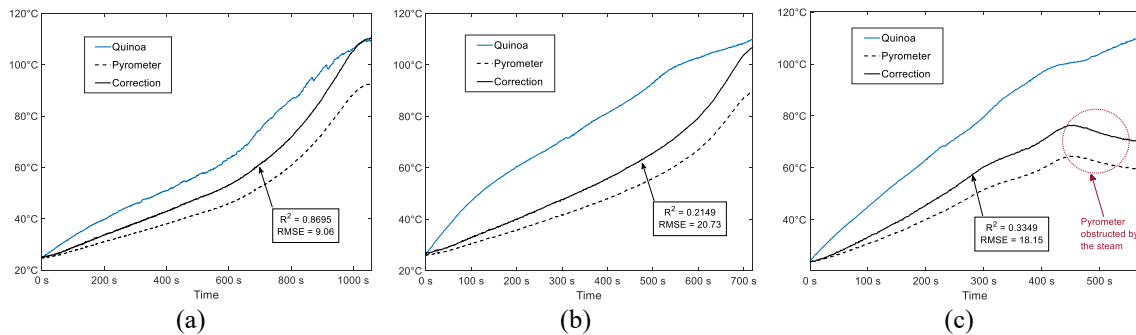 120°C
100°C
80°C
60°C
40°C
20°C
Quinoa
Pyrometer
Correction
R² = 0.8695
RMSE = 9.06
0 s 200 s 400 s 600 s 800 s 1000 s
Time
(a)
120°C
100°C
80°C
60°C
40°C
20°C
Quinoa
Pyrometer
Correction
R² = 0.2149
RMSE = 20.73
0 s 100 s 200 s 300 s 400 s 500 s 600 s 700 s
Time
(b)
120°C
100°C
80°C
60°C
40°C
20°C
Quinoa
Pyrometer
Correction
R² = 0.3349
RMSE = 18.15
Pyrometer
obstructed by
the steam
0 s 100 s 200 s 300 s 400 s 500 s
Time
(c)